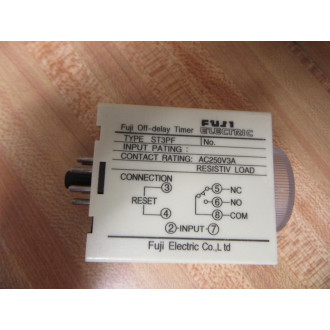 Fuji Off-delay Timer FUJI ELECTRIC
TYPE ST3PF No.
INPUT PATING :
CONTACT RATING: AC250V3A
RESISTIV LOAD
CONNECTION
3
RESET
4
5 NC
6 NO
8 COM
2 INPUT 7
Fuji Electric Co.,Ltd